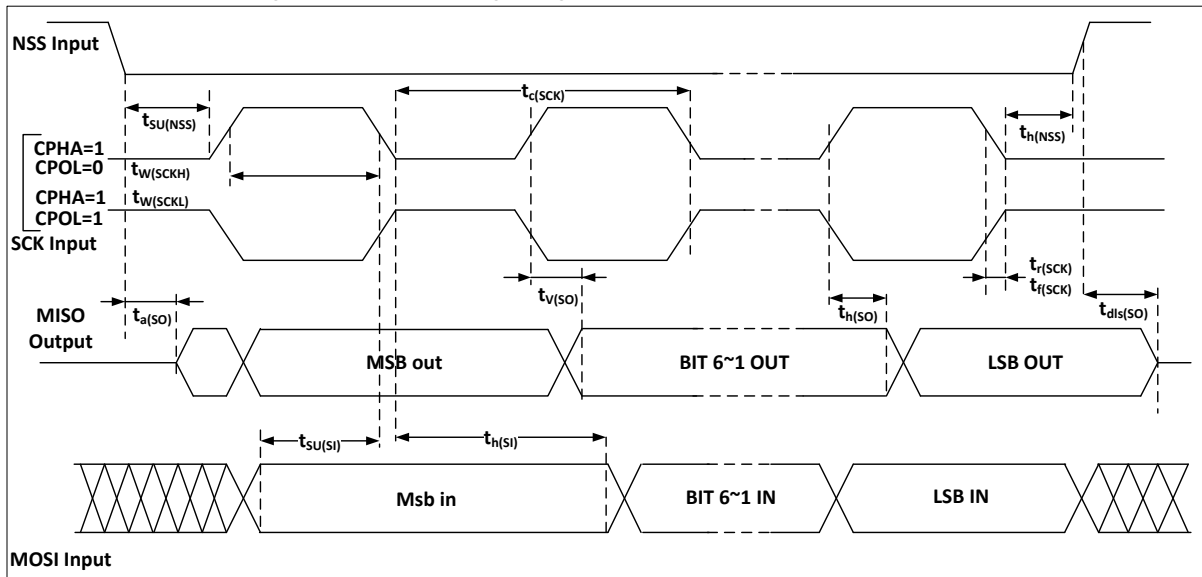 NSS Input
tc(SCK)
tSU(NSS)
th(NSS)
CPHA=1
CPOL=0
tW(SCKH)
CPHA=1
CPOL=1
tW(SCKL)
SCK Input
tr(SCK)
tf(SCK)
tV(SO)
ta(SO)
th(SO)
tdis(SO)
MISO
Output
MSB out
BIT 6~1 OUT
LSB OUT
tSU(SI)
th(SI)
Msb in
BIT 6~1 IN
LSB IN
MOSI Input